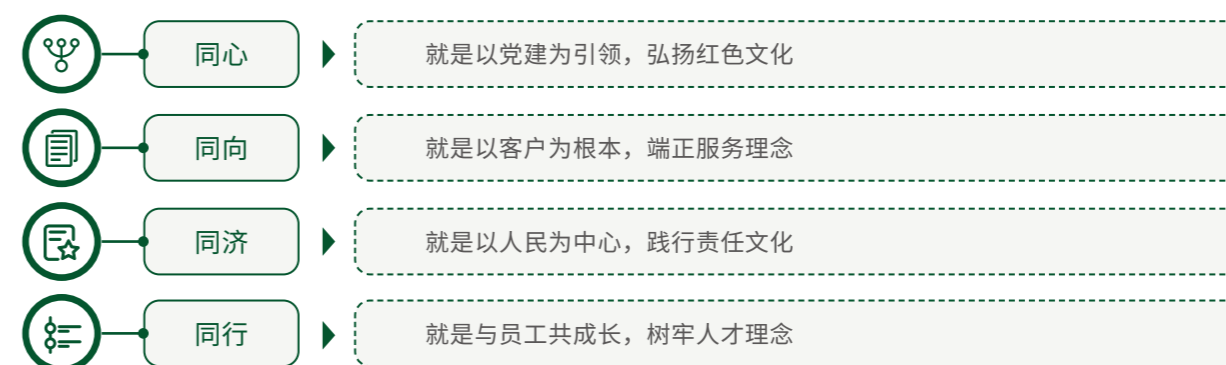 同心
就是以党建为引领，弘扬红色文化
同向
就是以客户为根本，端正服务理念
同济
就是以人民为中心，践行责任文化
同行
就是与员工共成长，树牢人才理念